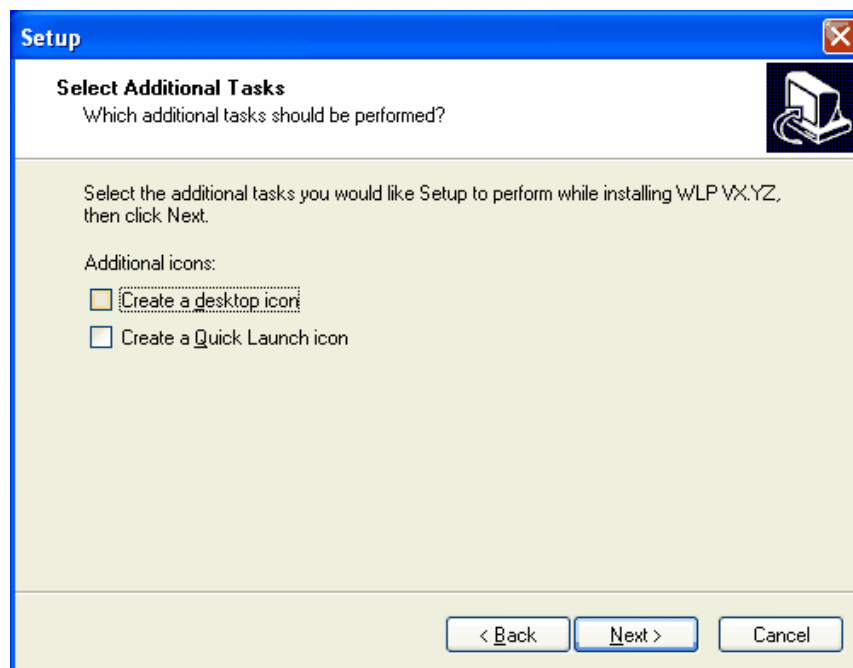 Setup
Select Additional Tasks
Which additional tasks should be performed?
Select the additional tasks you would like Setup to perform while installing WLP VX.YZ,
then click Next.
Additional icons:
Create a desktop icon
Create a Quick Launch icon
< Back
Next >
Cancel